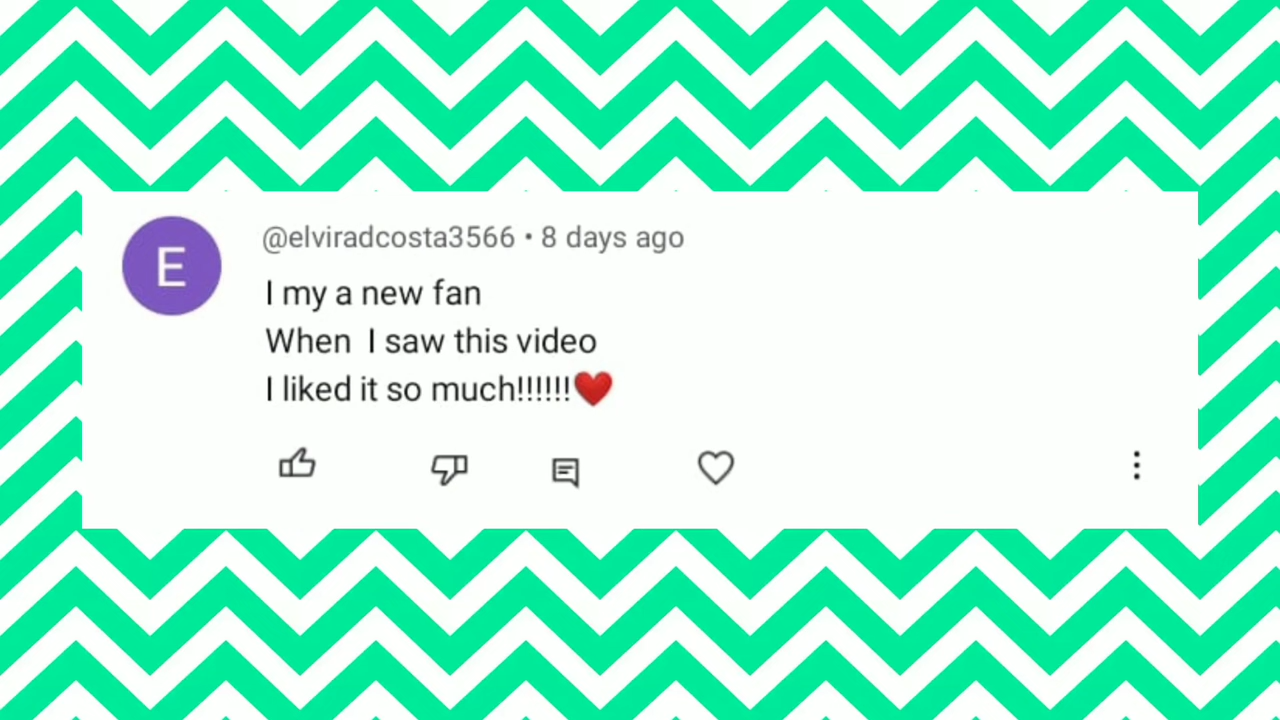 E
@elviradcosta3566 • 8 days ago
I my a new fan
When  I saw this video
I liked it so much!!!!!!❤️